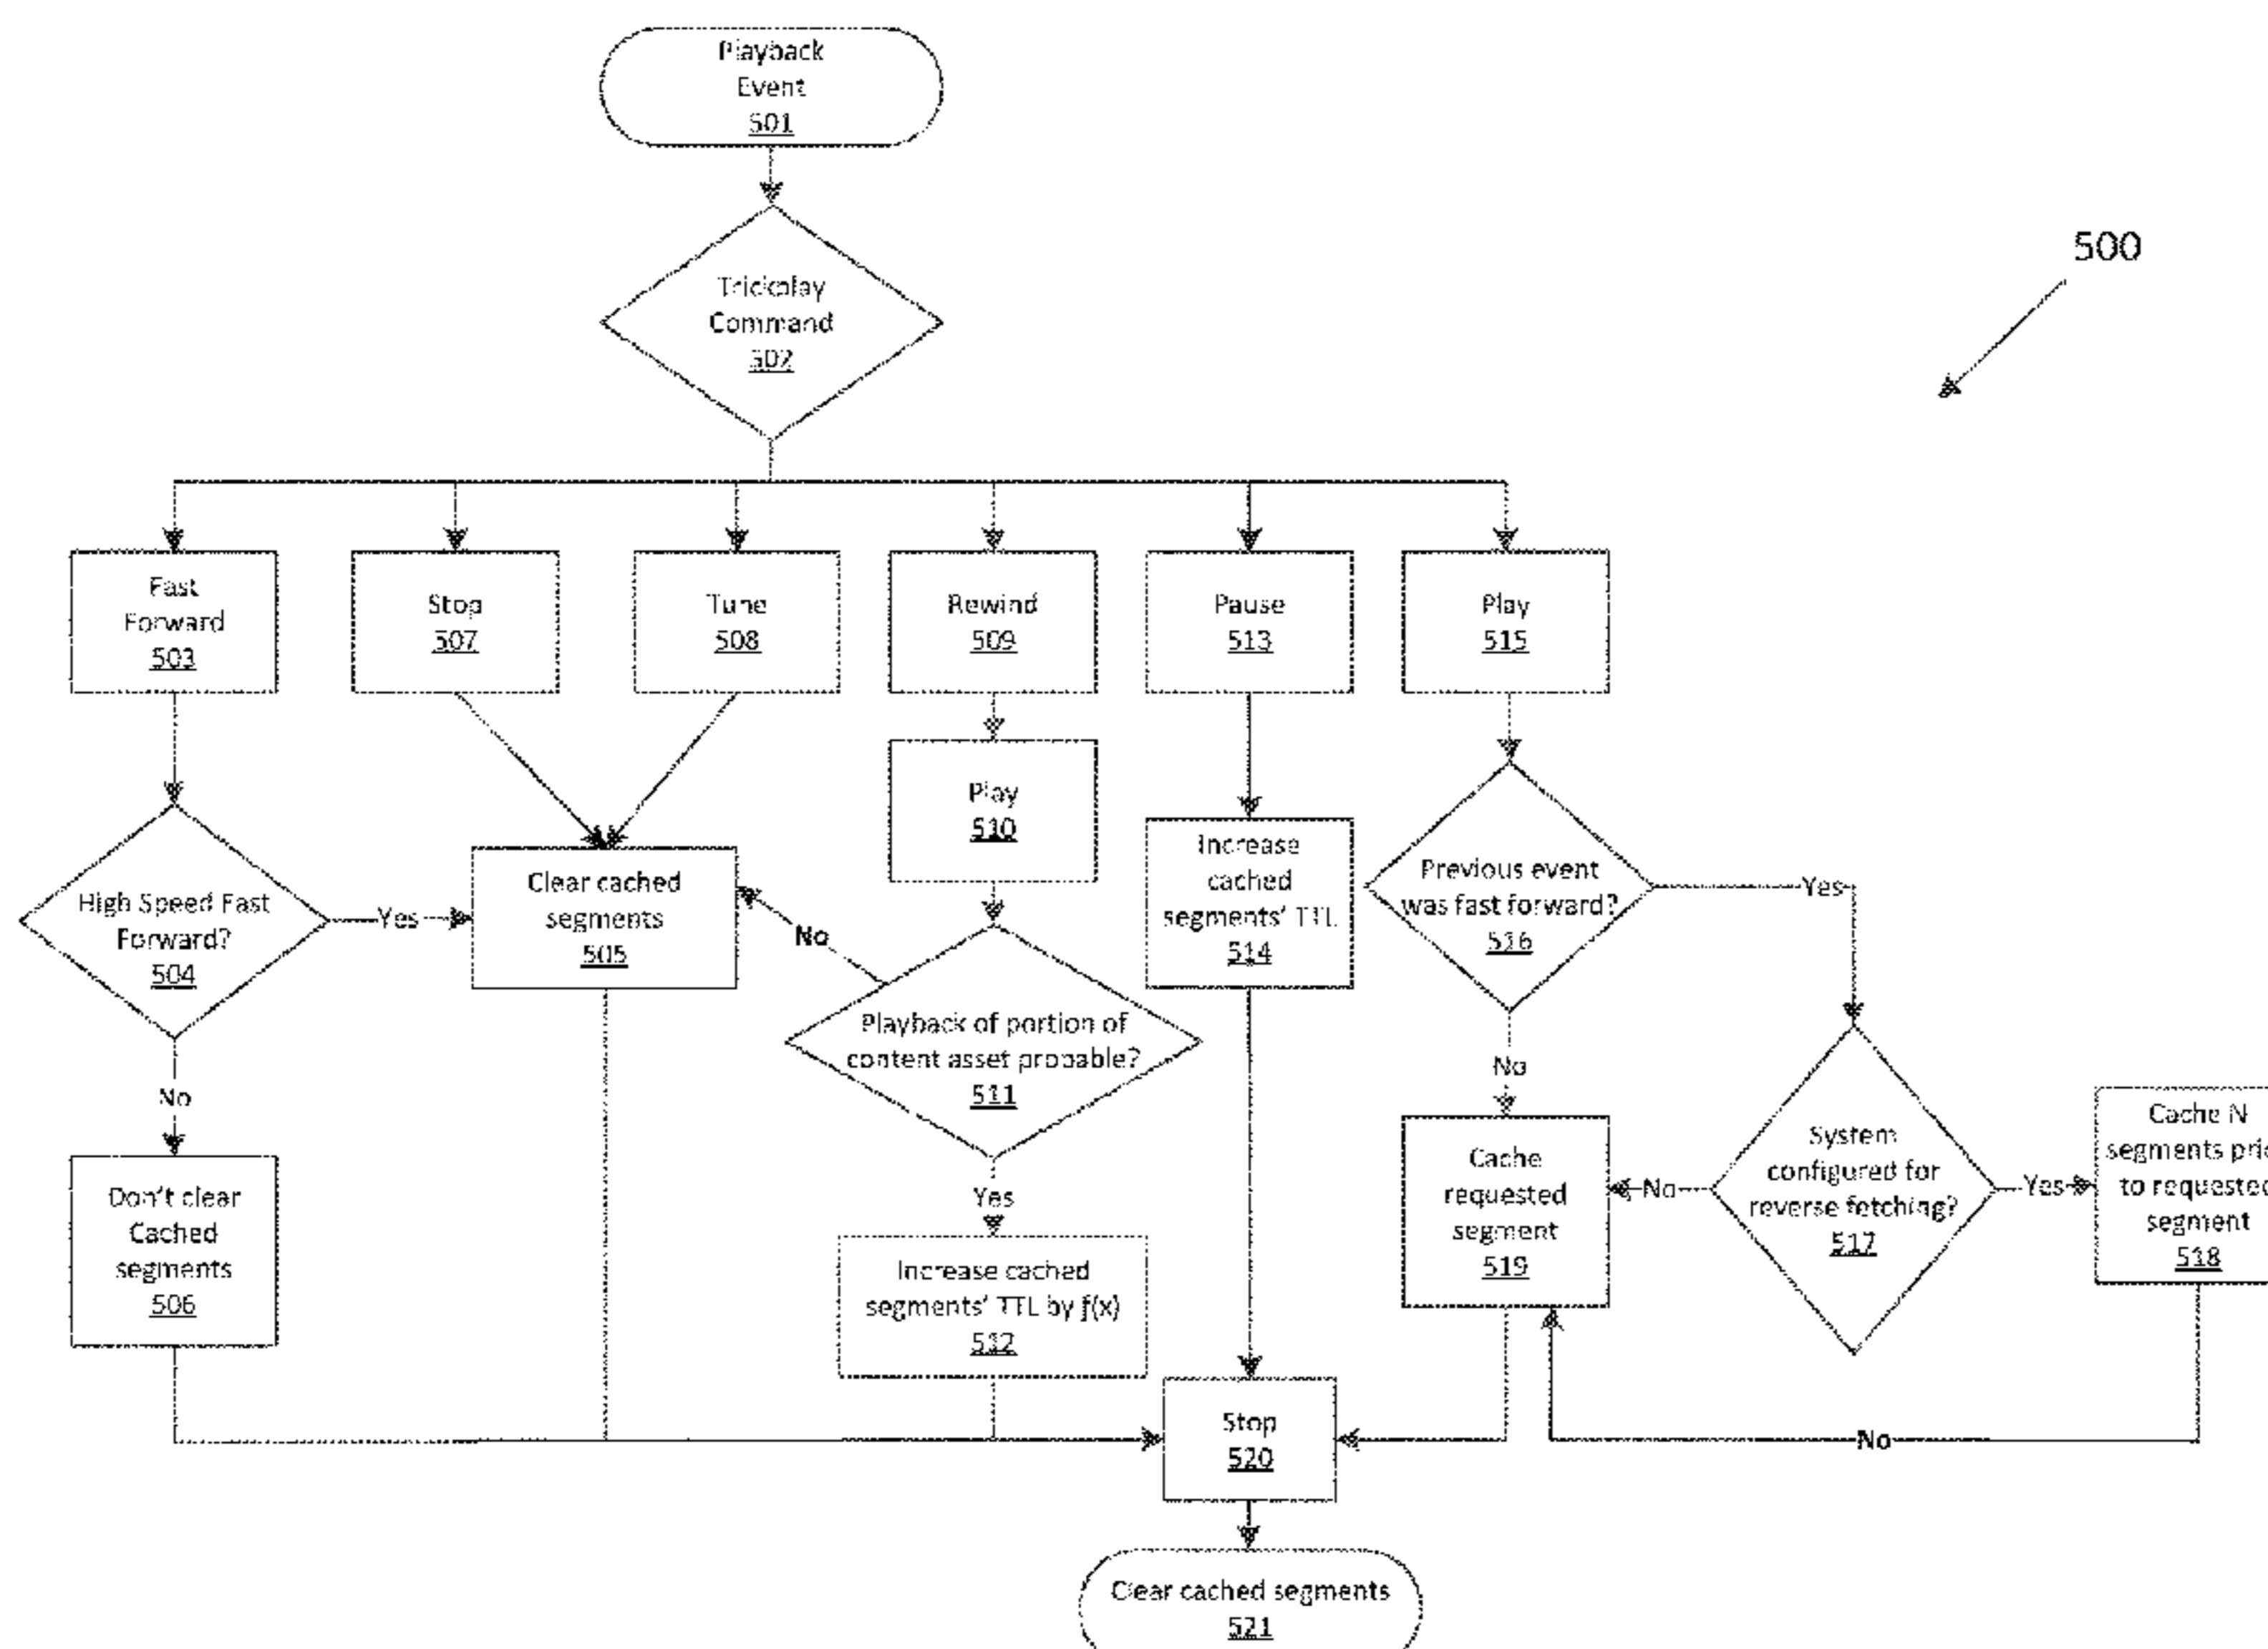 Playback
Event
501
Trickplay
Command
502
500
Fast
Forward
503
Stop
507
Tune
508
Rewind
509
Pause
513
Play
515
Play
510
High Speed Fast
Forward?
504
Yes
Clear cached
segments
505
No
Increase
cached
segments' TTL
514
Previous event
was fast forward?
516
Yes
Playback of portion of
content asset probable?
511
No
No
Don't clear
Cached
segments
506
Yes
Increase cached
segments' TTL by f(x)
512
Cache
requested
segment
519
No
System
configured for
reverse fetching?
517
Yes
Cache N
segments
to requested
segment
518
Stop
520
No
Clear cached segments
521